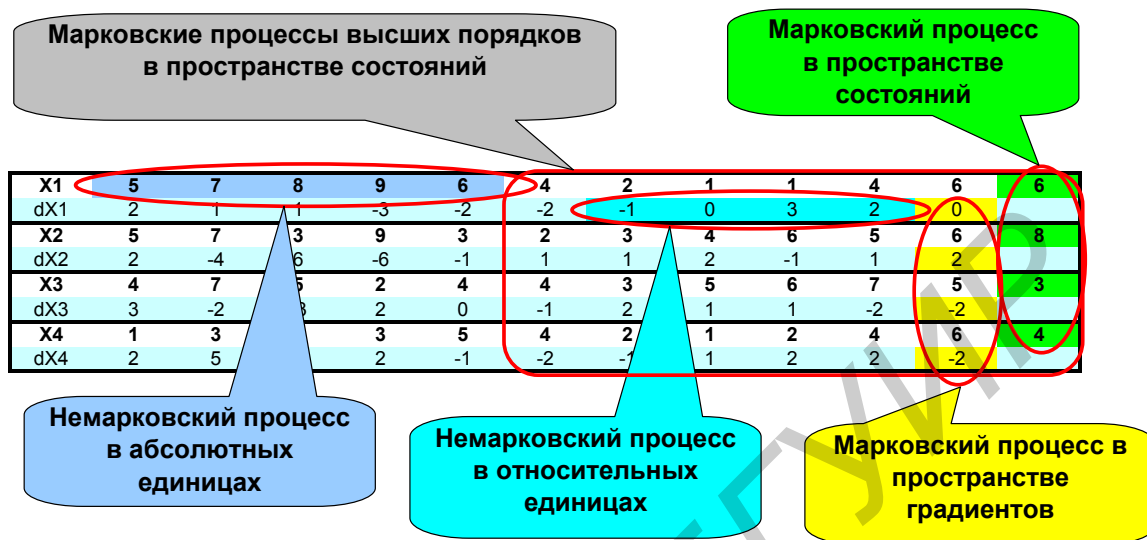 Марковские процессы высших порядков
в пространстве состояний
Марковский процесс
в пространстве
состояний
X1 5 7 8 9 6 4 2 1 1 4 6 6
dX1 2 1 1 -3 -2 -2 -1 0 3 2 0
X2 5 7 3 9 3 2 3 4 6 5 6 8
dX2 2 -4 6 -6 -1 1 1 2 -1 1 2
X3 4 7 5 2 4 4 3 5 6 7 5 3
dX3 3 -2 2 0 -1 2 1 1 -2 -2
X4 1 3 3 5 4 2 1 2 4 6 4
dX4 2 5 2 -1 -2 -1 1 2 2 -2
Немарковский процесс
в абсолютных
единицах
Немарковский процесс
в относительных
единицах
Марковский процесс в
пространстве
градиентов
ГУИР